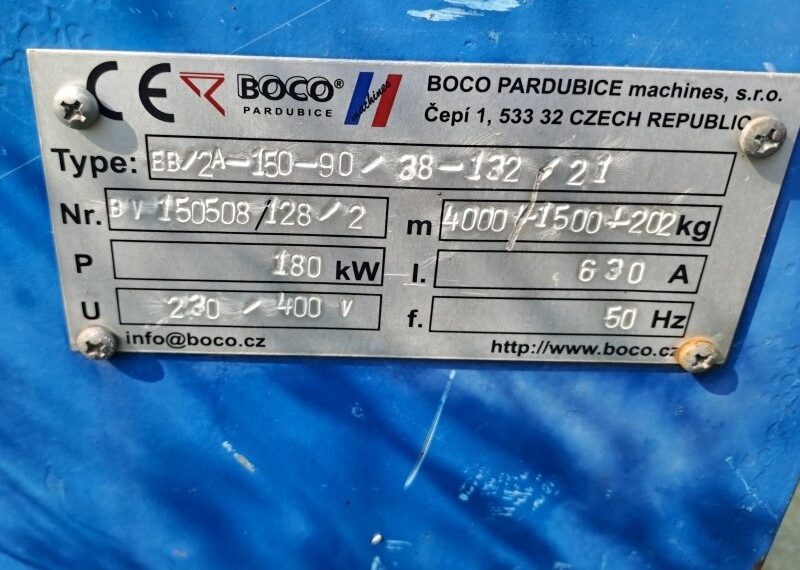 CE BOCO® PARDUBICE machines
BOCO PARDUBICE machines, s.r.o.
Čepí 1, 533 32 CZECH REPUBLIC
Type: EB/2A-150-90/38-132/21
Nr. BV 150508/128/2 m 4000+1500+202 kg
P 180 kW I. 630 A
U 230/400 V f. 50 Hz
info@boco.cz http://www.boco.cz